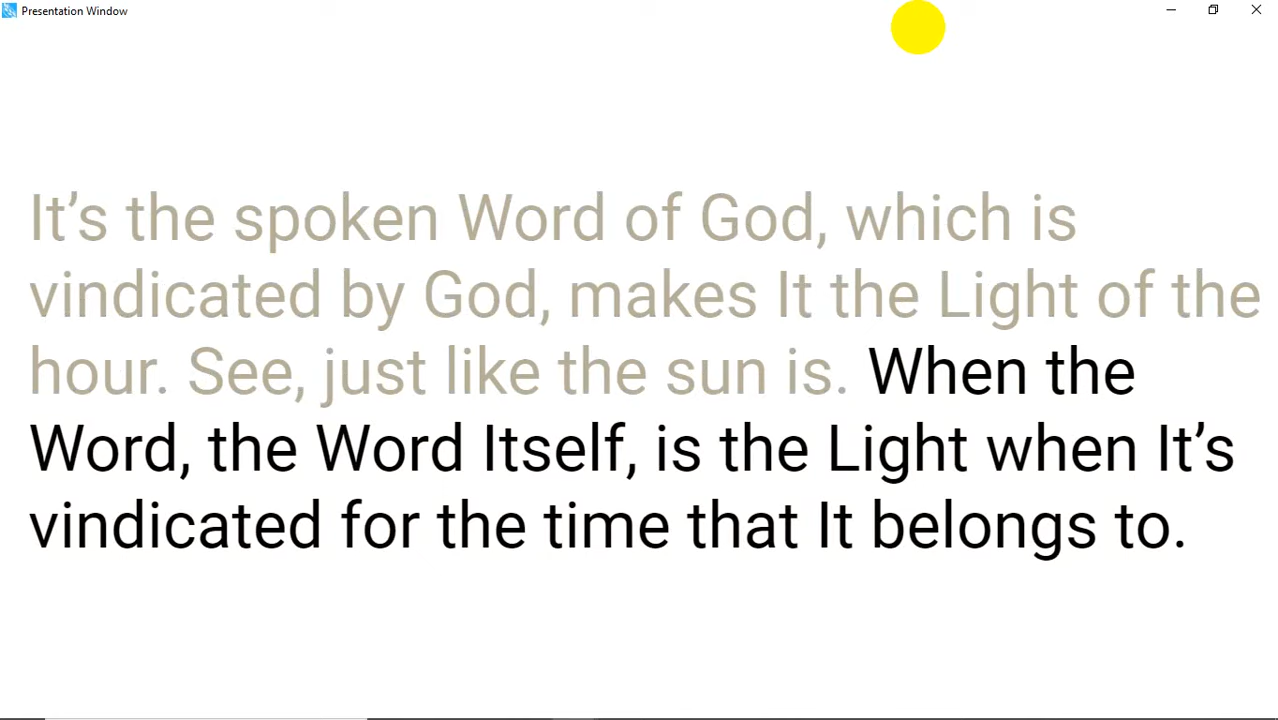 Presentation Window
It’s the spoken Word of God, which is
vindicated by God, makes It the Light of the
hour. See, just like the sun is. When the
Word, the Word Itself, is the Light when It’s
vindicated for the time that It belongs to.